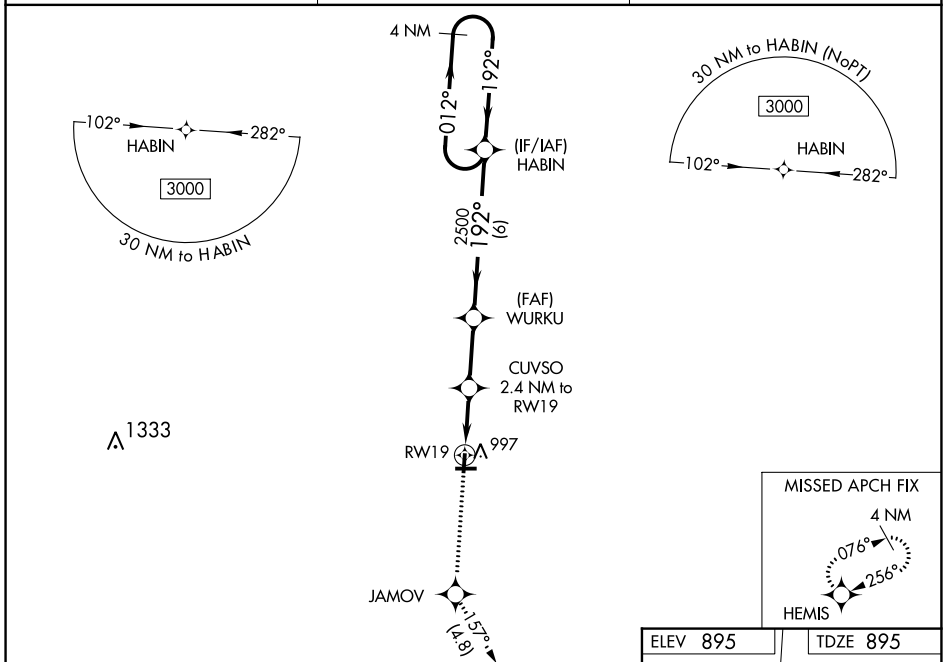 4 NM
012°
192°
(IF/IAF)
HABIN
102°
282°
HABIN
3000
30 NM to HABIN
30 NM to HABIN (NoPT)
3000
HABIN
102°
282°
2500
192°
(6)
(FAF)
WURKU
CUVSO
2.4 NM to
RW19
1333
RW19
997
JAMOV
157°
(4.8)
MISSED APCH FIX
4 NM
076°
256°
HEMIS
ELEV 895
TDZE 895